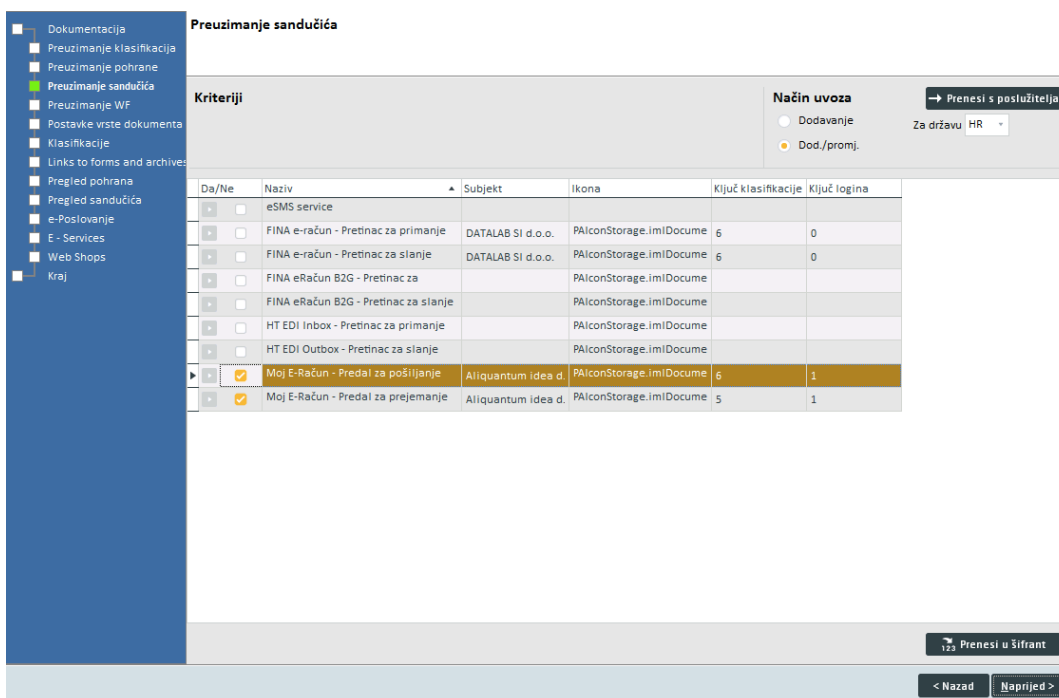 Dokumentacija
Preuzimanje klasifikacija
Preuzimanje pohrane
Preuzimanje sandučića
Preuzimanje WF
Postavke vrste dokumenta
Klasifikacije
Links to forms and archives
Pregled pohrana
Pregled sandučića
e-Poslovanje
E - Services
Web Shops
Kraj
Preuzimanje sandučića
Kriteriji
Način uvoza
Dodavanje
Dod./promj.
Prenesi s poslužitelja
Za državu HR
Da/Ne Naziv Subjekt Ikona Ključ klasifikacije Ključ logina
eSMS service
FINA e-račun - Pretinac za primanje DATALAB SI d.o.o. PAIconStorage.imlDocume 6 0
FINA e-račun - Pretinac za slanje DATALAB SI d.o.o. PAIconStorage.imlDocume 6 0
FINA eRačun B2G - Pretinac za PAIconStorage.imlDocume
FINA eRačun B2G - Pretinac za slanje PAIconStorage.imlDocume
HT EDI Inbox - Pretinac za primanje PAIconStorage.imlDocume
HT EDI Outbox - Pretinac za slanje PAIconStorage.imlDocume
Moj E-Račun - Predal za pošiljanje Aliquantum idea d. PAIconStorage.imlDocume 6 1
Moj E-Račun - Predal za prejemanje Aliquantum idea d. PAIconStorage.imlDocume 5 1
123 Prenesi u šifrant
< Nazad Naprijed >